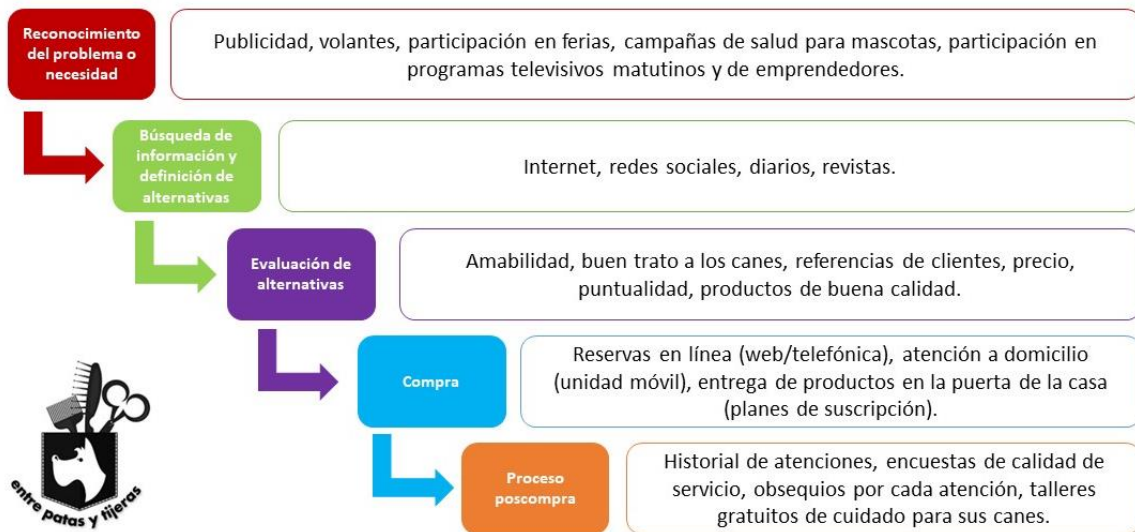 Reconocimiento
del problema o
necesidad
Publicidad, volantes, participación en ferias, campañas de salud para mascotas, participación en
programas televisivos matutinos y de emprendedores.
Búsqueda de
información y
definición de
alternativas
Internet, redes sociales, diarios, revistas.
Evaluación de
alternativas
Amabilidad, buen trato a los canes, referencias de clientes, precio,
puntualidad, productos de buena calidad.
Compra
Reservas en línea (web/telefónica), atención a domicilio
(unidad móvil), entrega de productos en la puerta de la casa
(planes de suscripción).
Proceso
poscompra
Historial de atenciones, encuestas de calidad de
servicio, obsequios por cada atención, talleres
gratuitos de cuidado para sus canes.
entre patas y tijeras